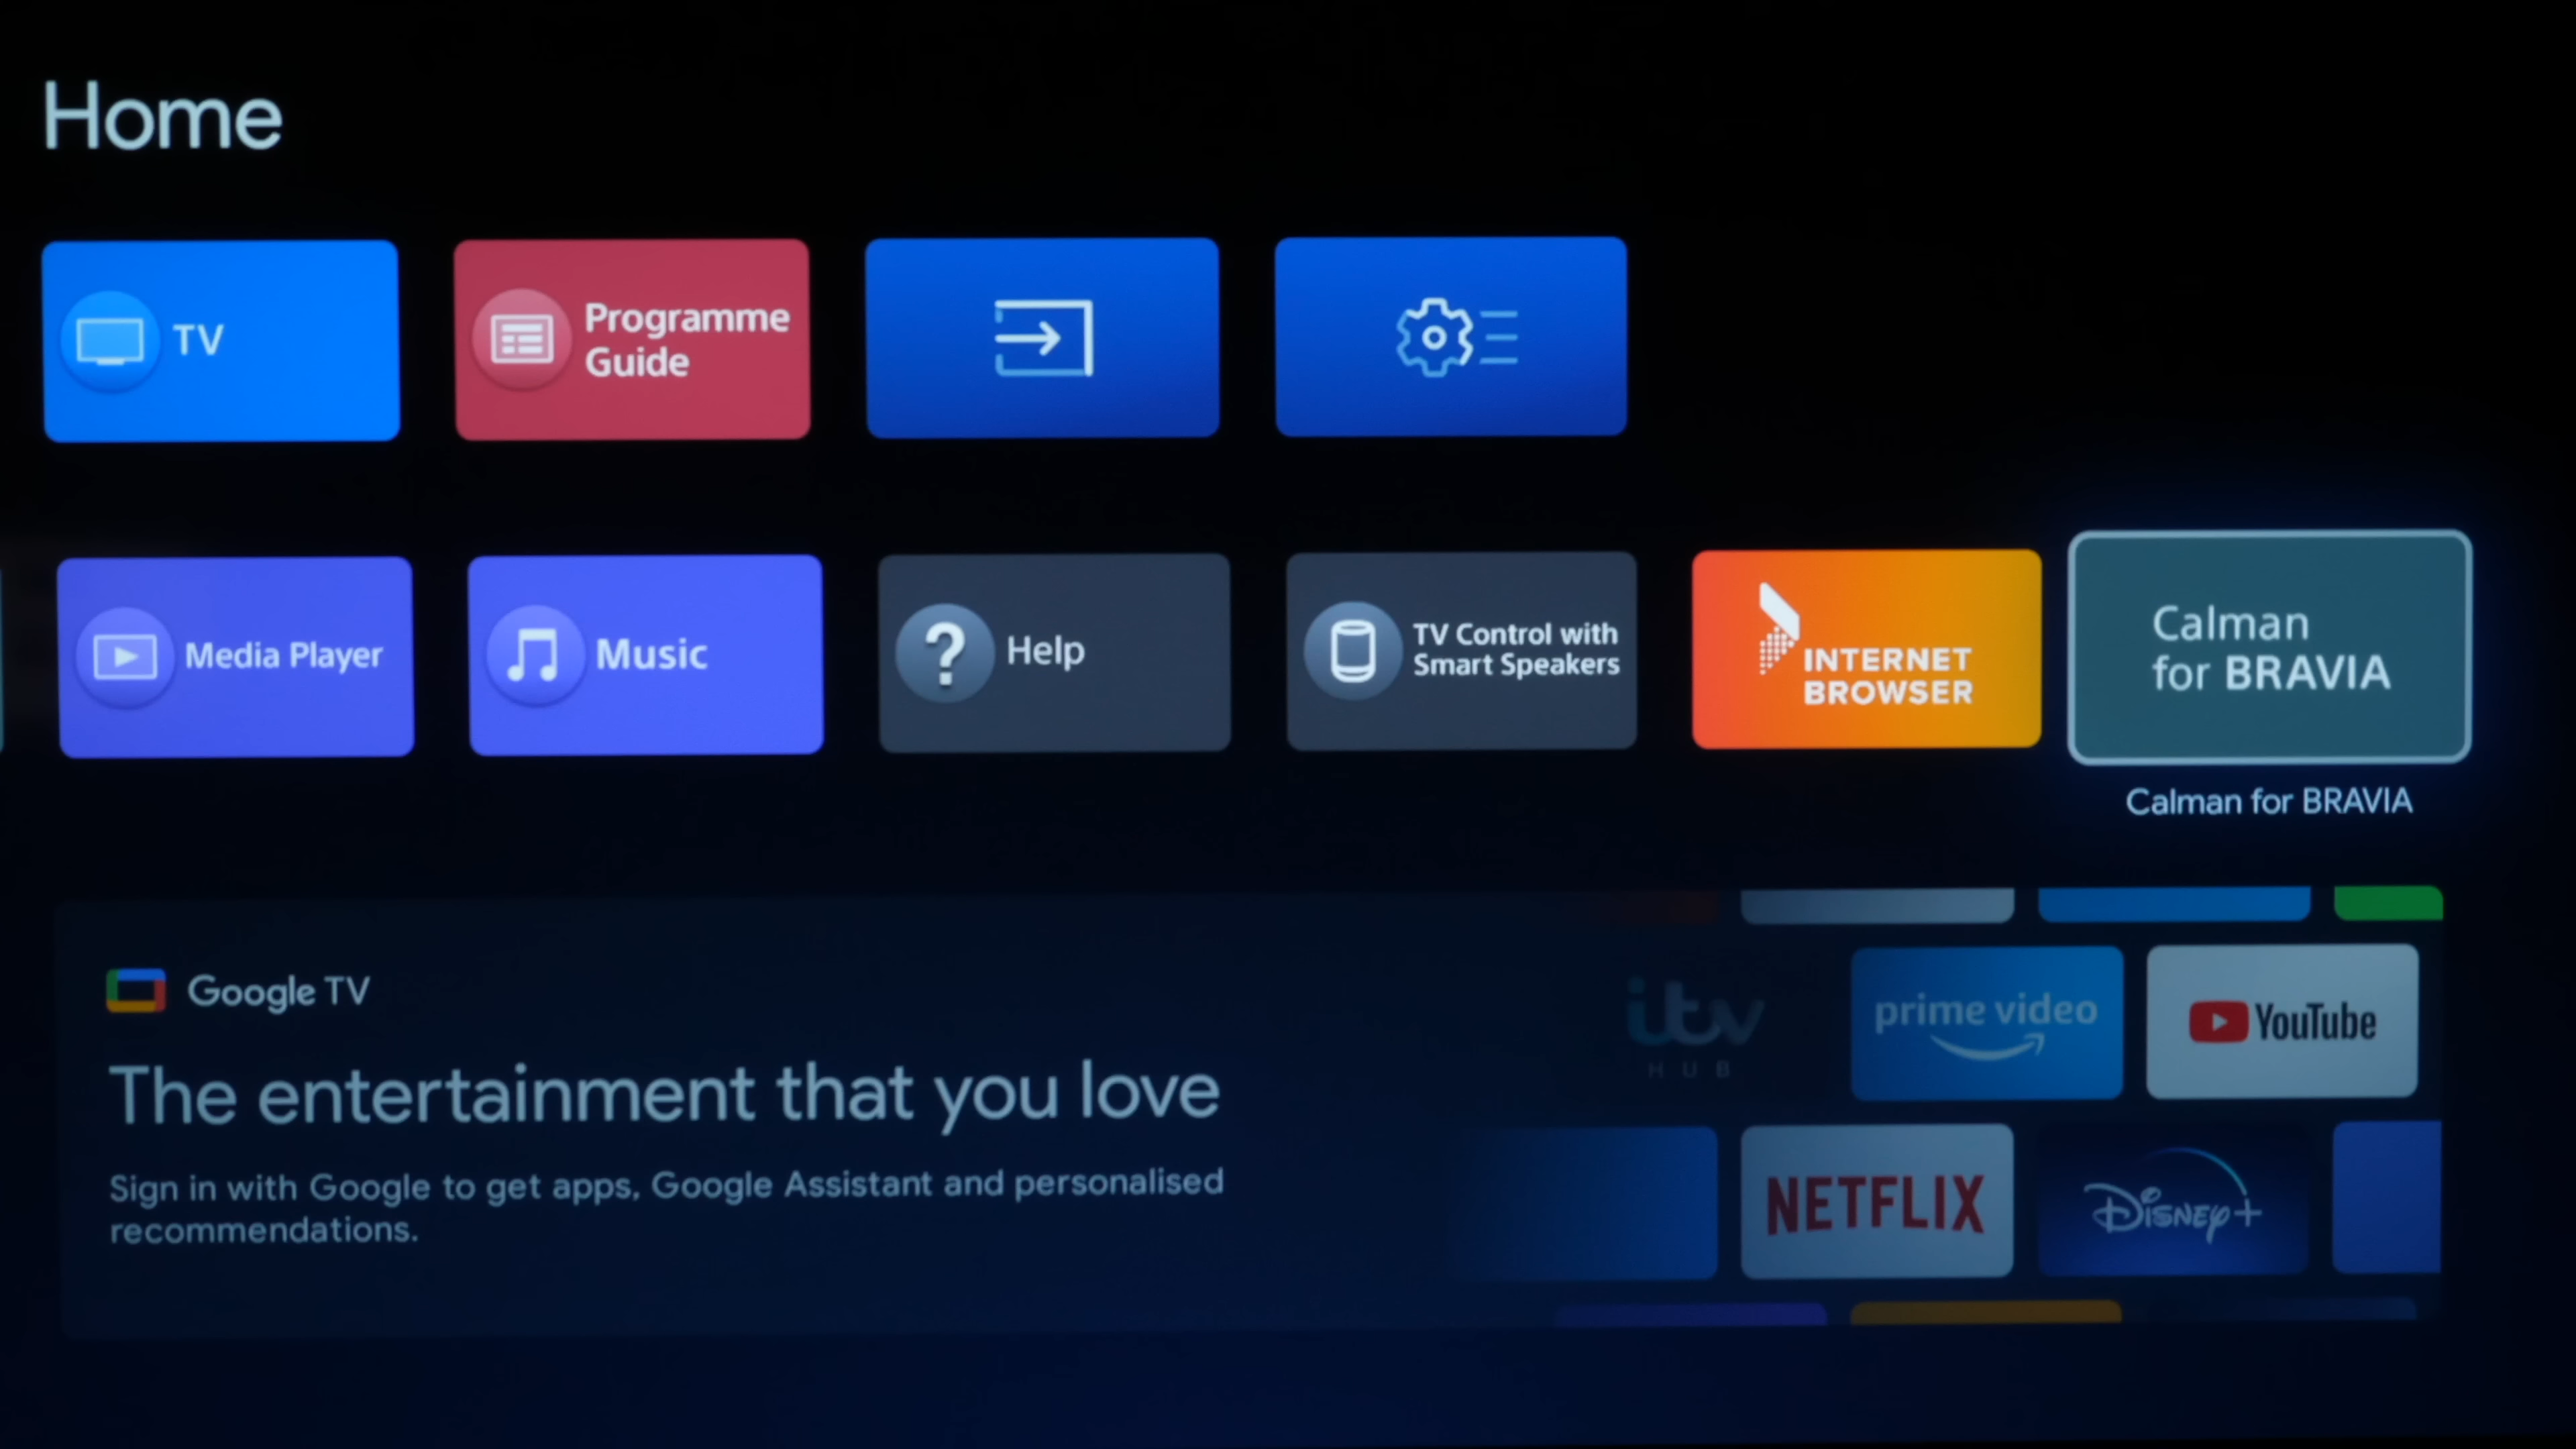 Home
TV
Programme
Guide
Media Player
Music
?
Help
TV Control with
Smart Speakers
INTERNET
BROWSER
Calman
for BRAVIA
Calman for BRAVIA
Google TV
The entertainment that you love
Sign in with Google to get apps, Google Assistant and personalised
recommendations.
itv
HUB
prime video
YouTube
NETFLIX
Disney+